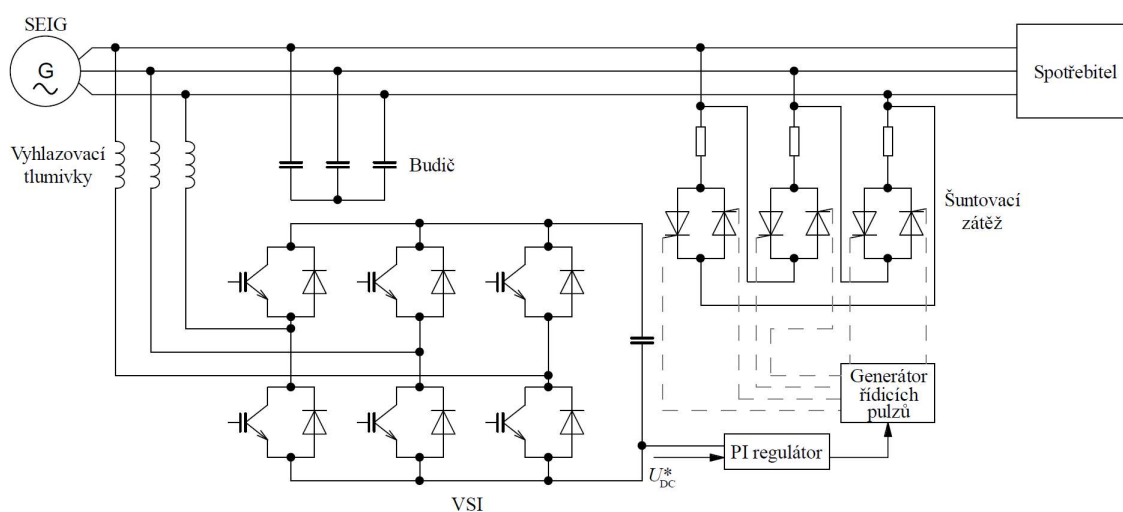 SEIG
G
Spotřebitel
Vyhlazovací
tlumivky
Budič
Šuntovací
zátěž
Generátor
řídicích
pulzů
PI regulátor
U*DC
VSI